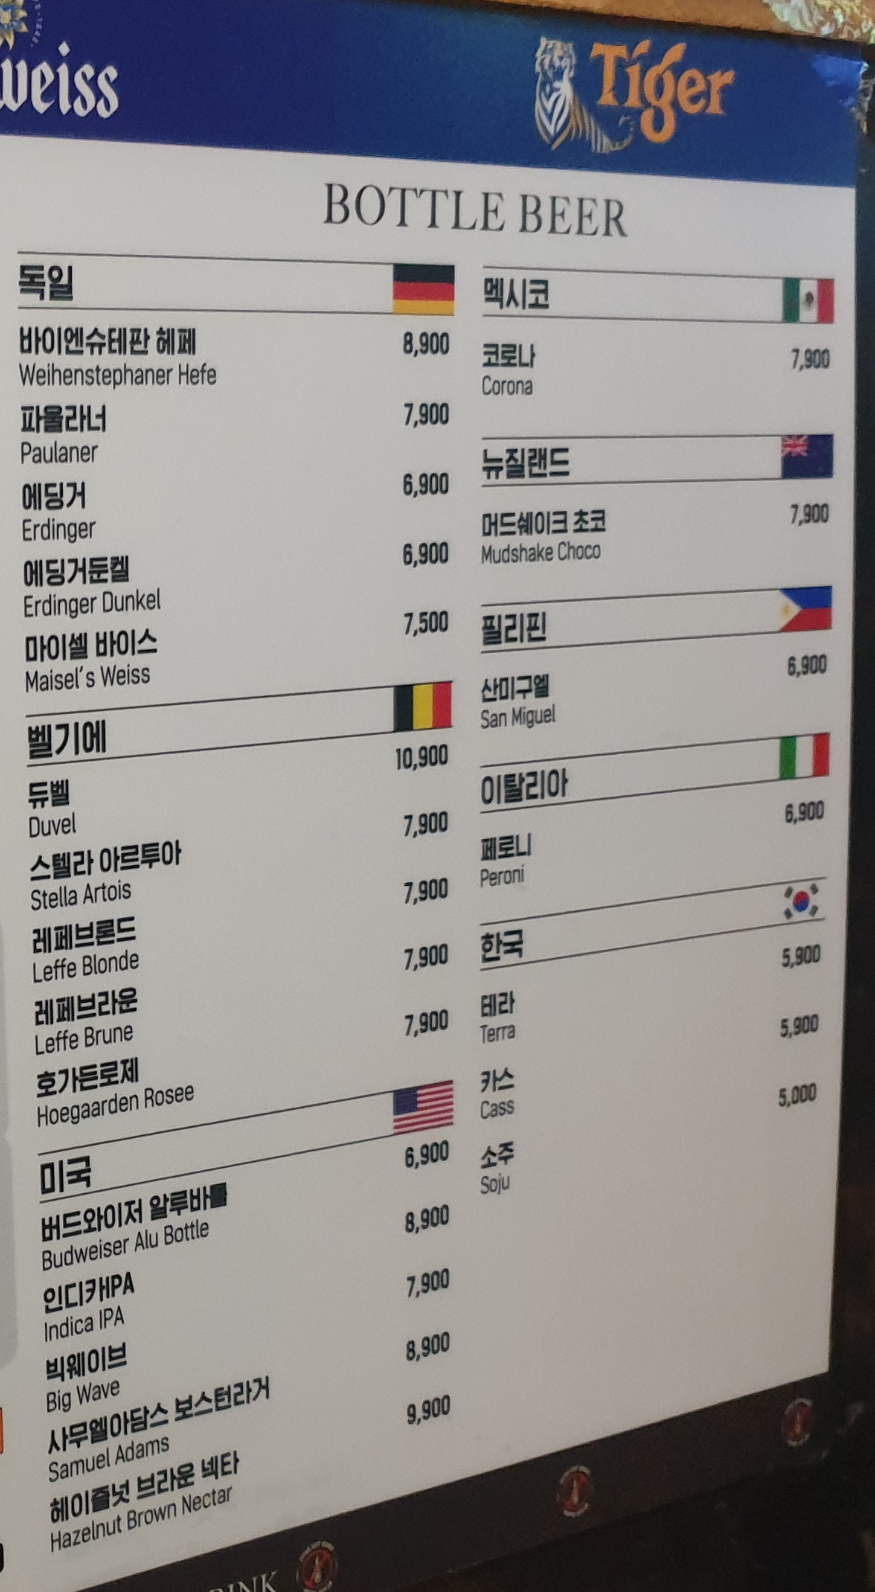 weiss
Tiger
BOTTLE BEER
독일
바이엔슈테판 헤페 8,900
Weihenstephaner Hefe
파울라너 7,900
Paulaner
에딩거 6,900
Erdinger
에딩거둔켈 6,900
Erdinger Dunkel
마이셀 바이스 7,500
Maisel's Weiss
벨기에
듀벨 10,900
Duvel
스텔라 아르투아 7,900
Stella Artois
레페브론드 7,900
Leffe Blonde
레페브라운 7,900
Leffe Brune
호가든로제 7,900
Hoegaarden Rosee
미국
버드와이저 알루바틀 6,900
Budweiser Alu Bottle
인디카IPA 8,900
Indica IPA
빅웨이브 7,900
Big Wave
사무엘아담스 보스턴라거 8,900
Samuel Adams
헤이즐넛 브라운 넥타 9,900
Hazelnut Brown Nectar
멕시코
코로나 7,900
Corona
뉴질랜드
머드쉐이크 초코 7,900
Mudshake Choco
필리핀
산미구엘 6,900
San Miguel
이탈리아
페로니 6,900
Peroni
한국
테라 5,900
Terra
카스 5,900
Cass
소주 5,000
Soju